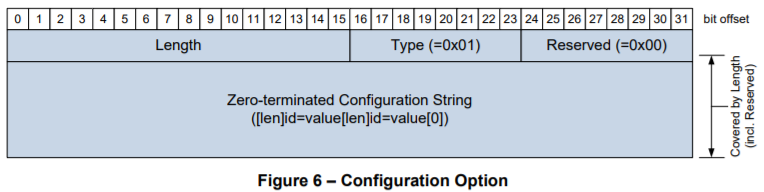 0 1 2 3 4 5 6 7 8 9 10 11 12 13 14 15 16 17 18 19 20 21 22 23 24 25 26 27 28 29 30 31 bit offset
Length Type (=0x01) Reserved (=0x00)
Zero-terminated Configuration String
([len]id=value[len]id=value[0])
Covered by Length
(incl. Reserved)
Figure 6 – Configuration Option